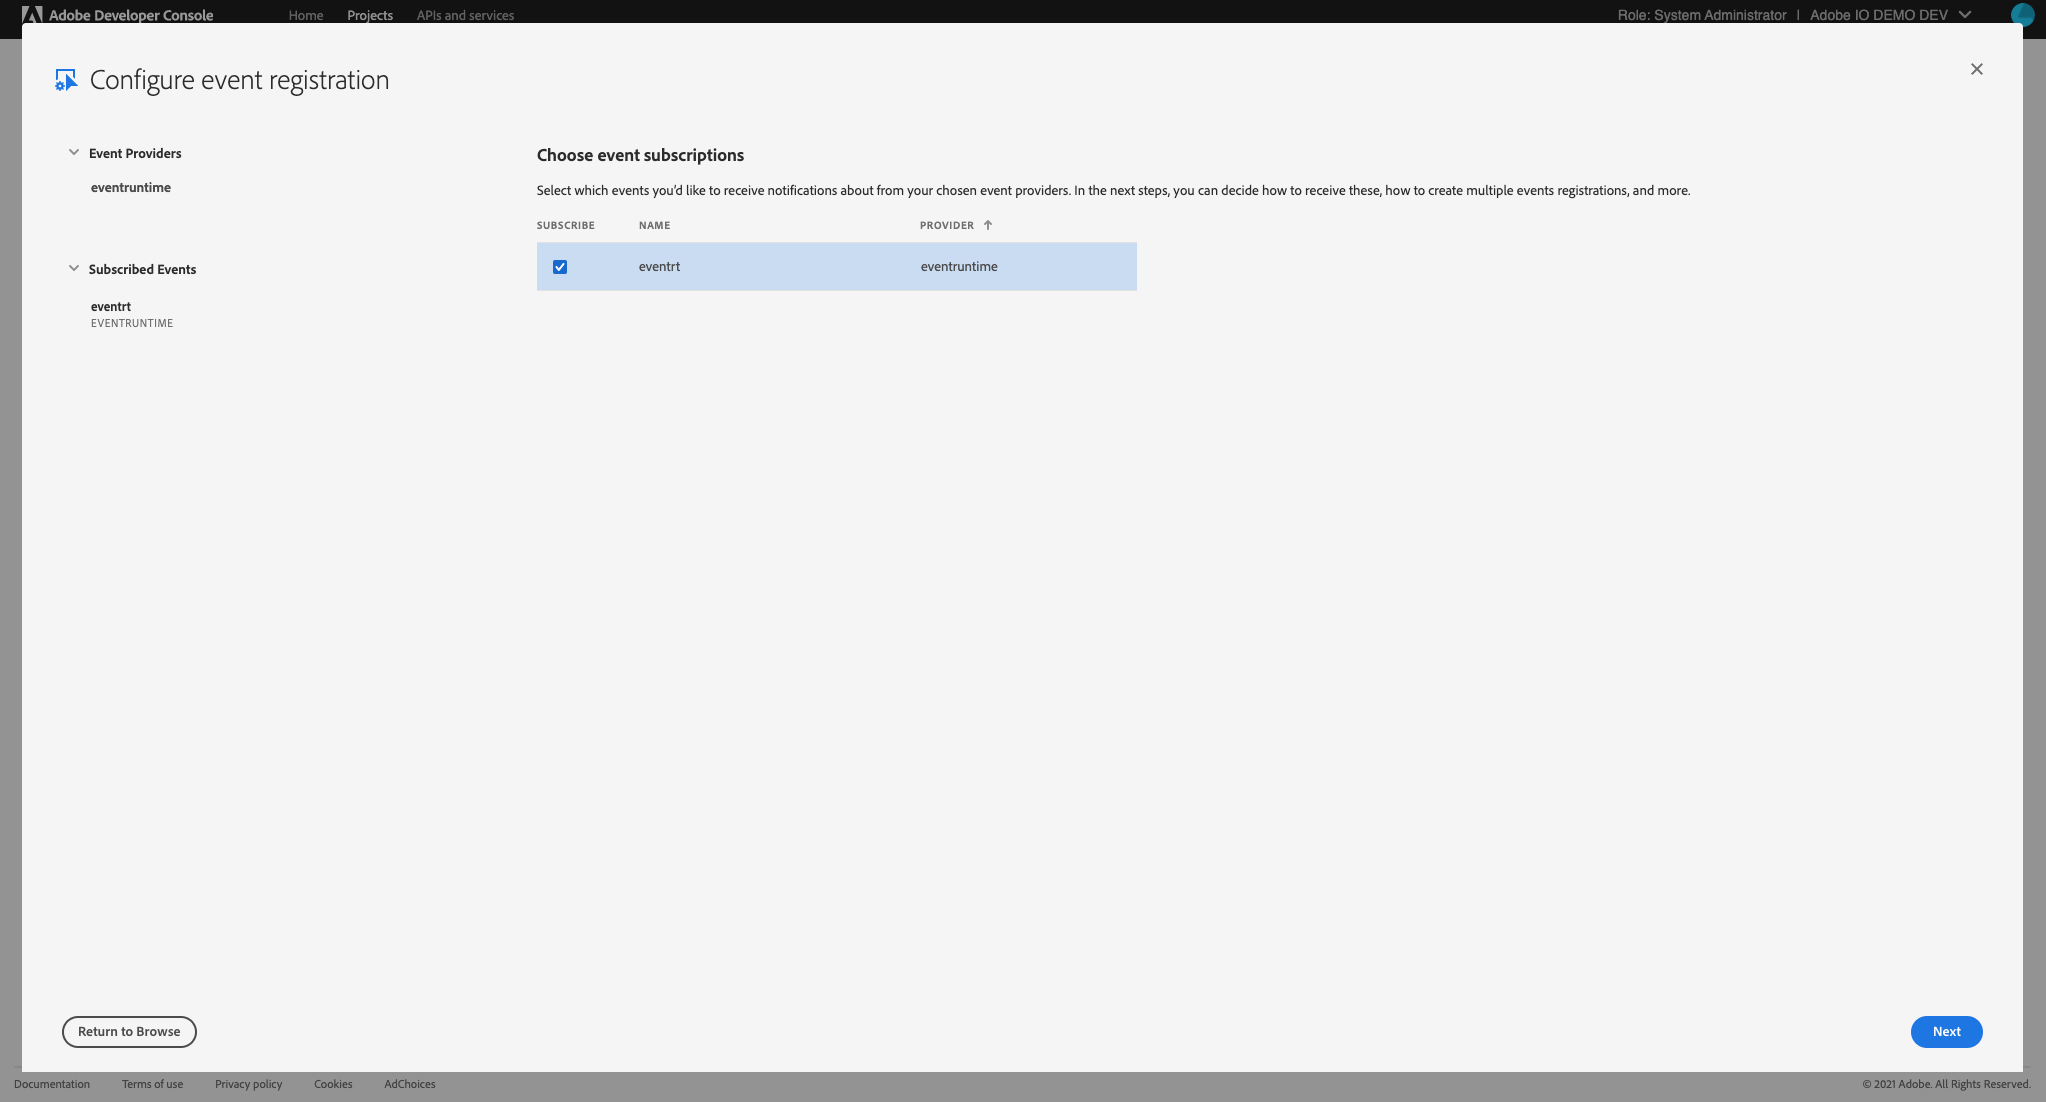 Adobe Developer Console
Home Projects APIs and services
Role: System Administrator | Adobe IO DEMO DEV
Configure event registration
Event Providers
eventruntime
Subscribed Events
eventrt
EVENTRUNTIME
Choose event subscriptions
Select which events you'd like to receive notifications about from your chosen event providers. In the next steps, you can decide how to receive these, how to create multiple events registrations, and more.
SUBSCRIBE NAME PROVIDER
eventrt eventruntime
Return to Browse
Next
Documentation Terms of use Privacy policy Cookies AdChoices
© 2021 Adobe. All Rights Reserved.